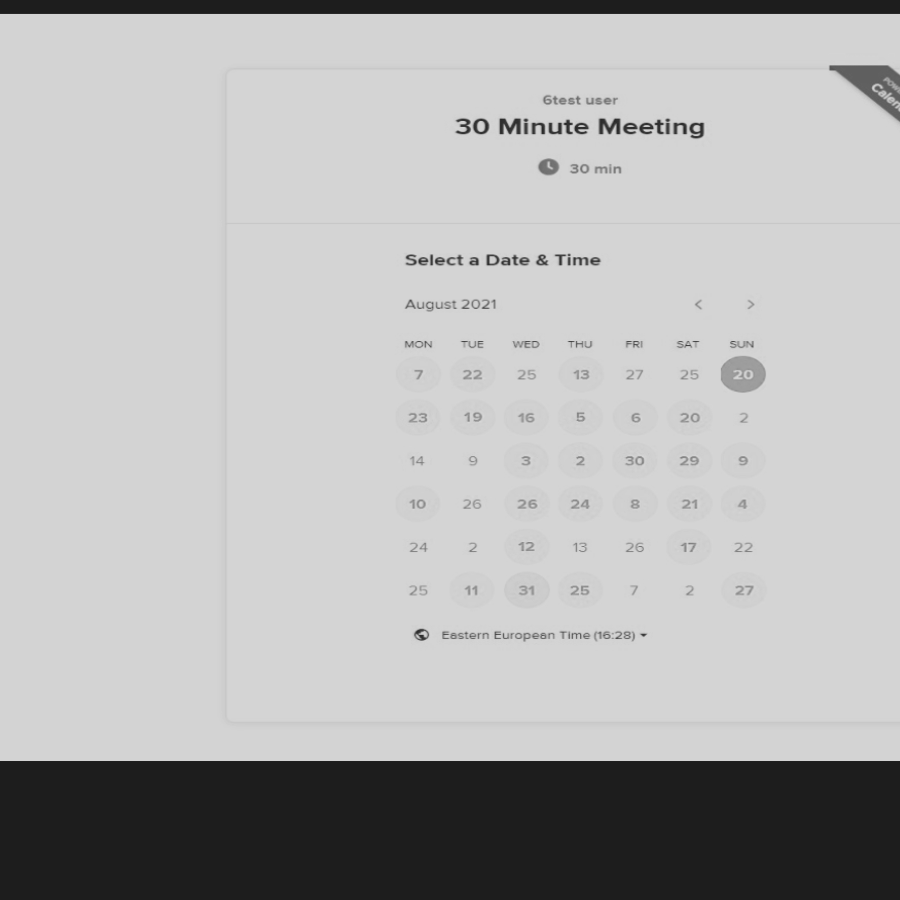 6test user
30 Minute Meeting
30 min
Select a Date & Time
August 2021 < >
MON TUE WED THU FRI SAT SUN
7 22 25 13 27 25 20
23 19 16 5 6 20 2
14 9 3 2 30 29 9
10 26 26 24 8 21 4
24 2 12 13 26 17 22
25 11 31 25 7 2 27
Eastern European Time (16:28)